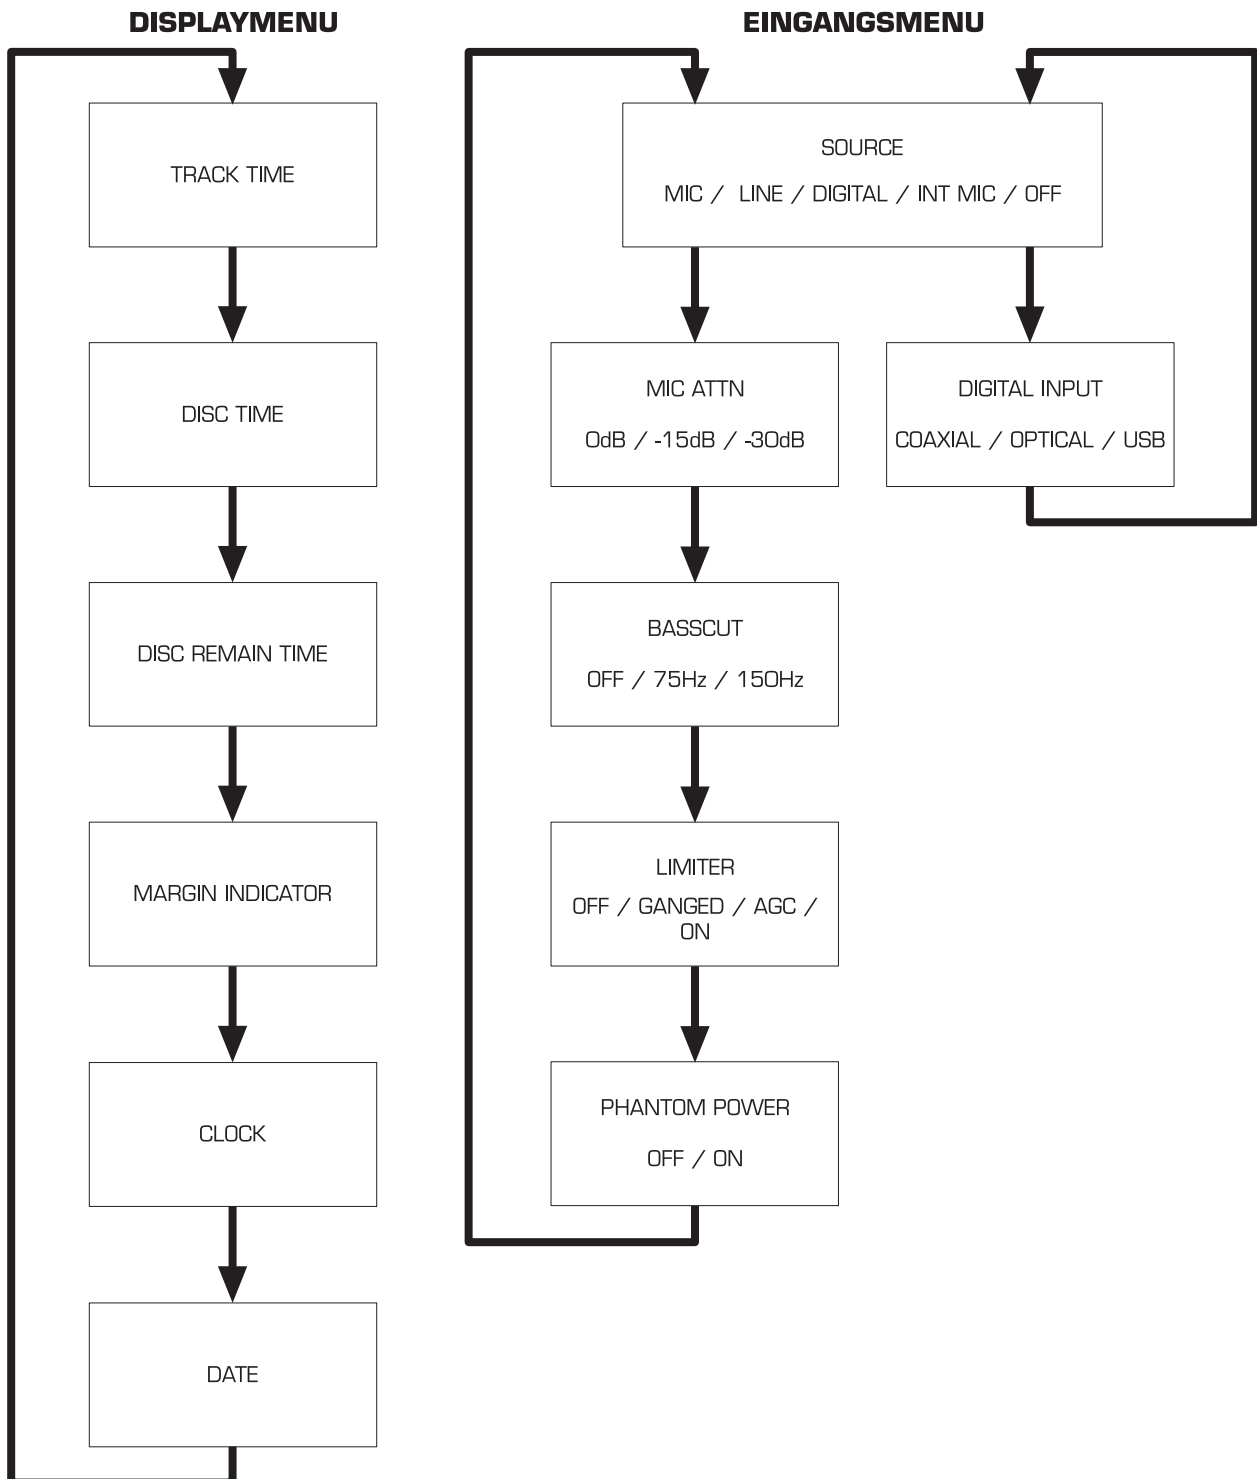 DISPLAYMENU
TRACK TIME
DISC TIME
DISC REMAIN TIME
MARGIN INDICATOR
CLOCK
DATE
EINGANGSMENU
SOURCE
MIC / LINE / DIGITAL / INT MIC / OFF
MIC ATTN
0dB / -15dB / -30dB
BASSCUT
OFF / 75Hz / 150Hz
LIMITER
OFF / GANGED / AGC /
ON
PHANTOM POWER
OFF / ON
DIGITAL INPUT
COAXIAL / OPTICAL / USB